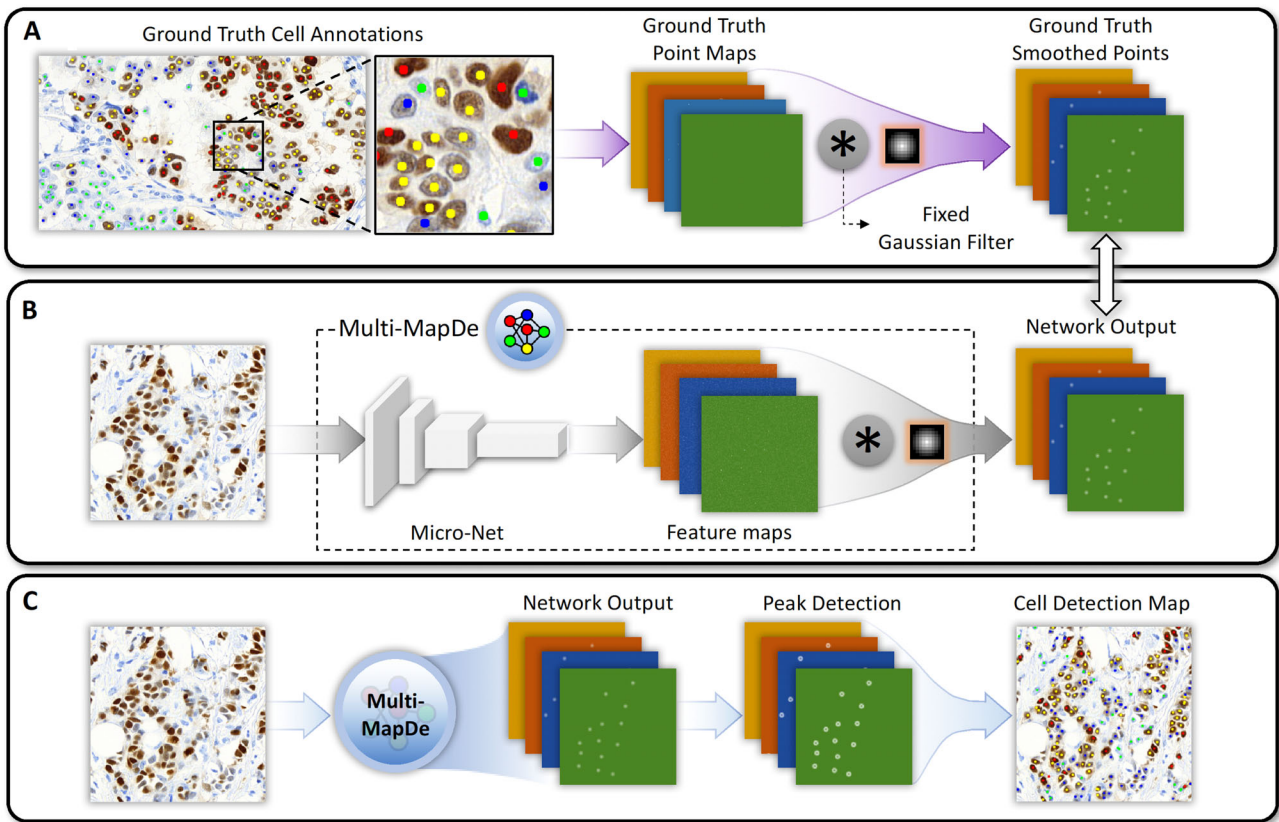 A
Ground Truth Cell Annotations
Ground Truth
Point Maps
Ground Truth
Smoothed Points
*
Fixed
Gaussian Filter
B
Multi-MapDe
Network Output
*
Micro-Net
Feature maps
C
Network Output
Peak Detection
Cell Detection Map
Multi-
MapDe